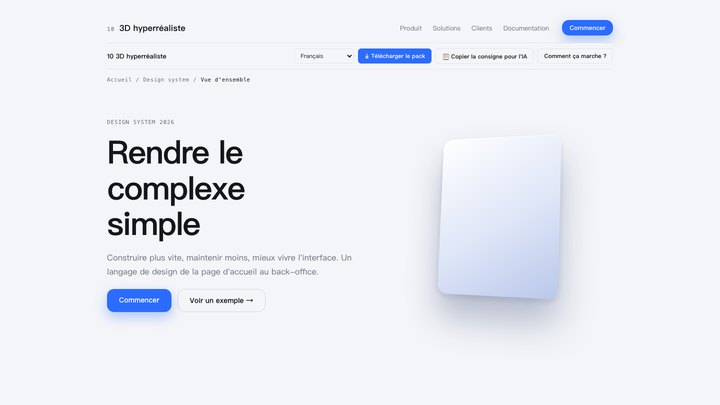 10 3D hyperréaliste
Produit Solutions Clients Documentation Commencer
10 3D hyperréaliste
Français
Télécharger le pack
Copier la consigne pour l'IA
Comment ça marche ?
Accueil / Design system / Vue d'ensemble
DESIGN SYSTEM 2026
Rendre le
complexe
simple
Construire plus vite, maintenir moins, mieux vivre l'interface. Un
langage de design de la page d'accueil au back-office.
Commencer
Voir un exemple →